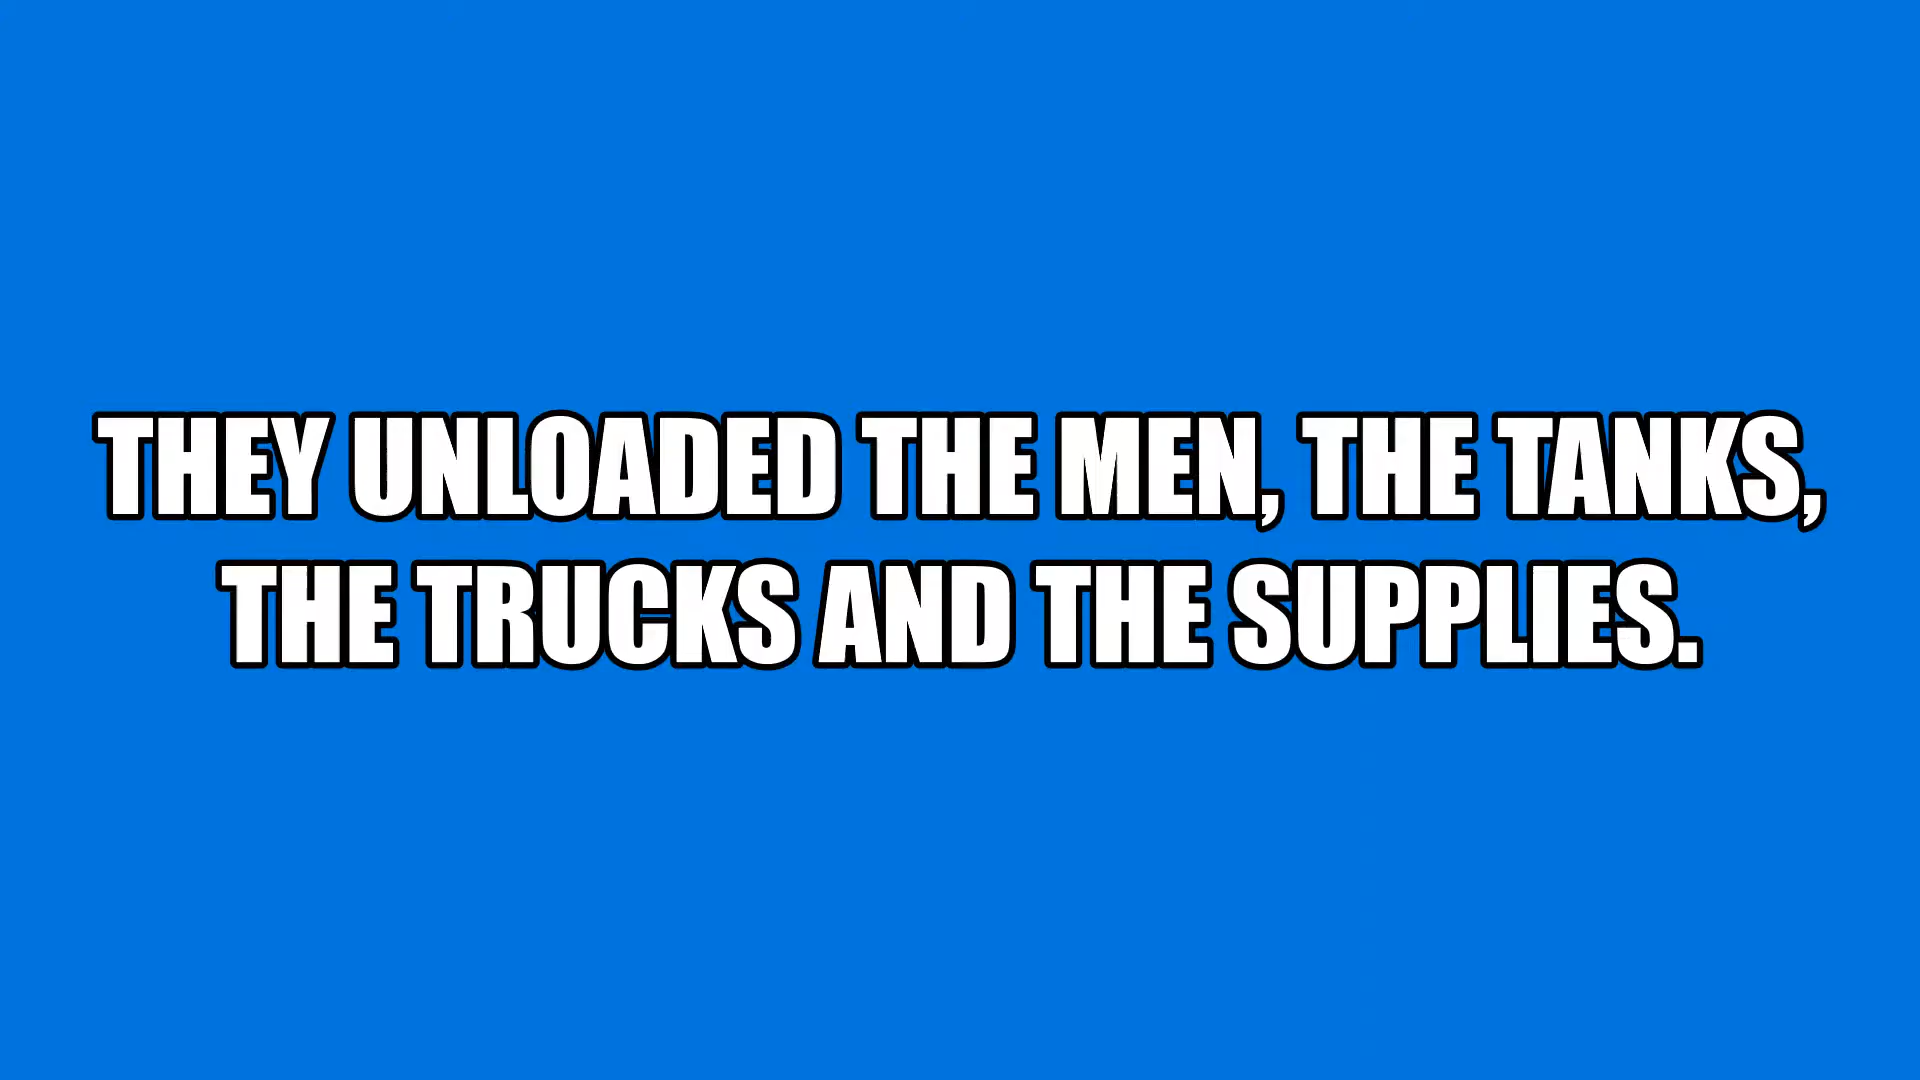 THEY UNLOADED THE MEN, THE TANKS,
THE TRUCKS AND THE SUPPLIES.